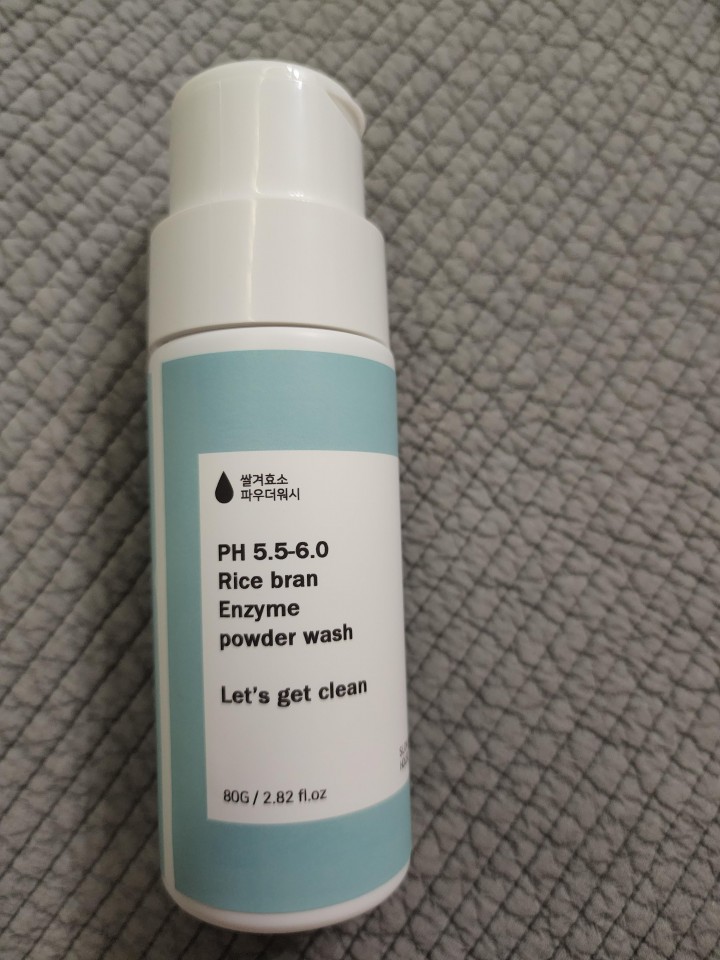 쌀겨효소
파우더워시
PH 5.5-6.0
Rice bran
Enzyme
powder wash
Let's get clean
80G / 2.82 fl.oz